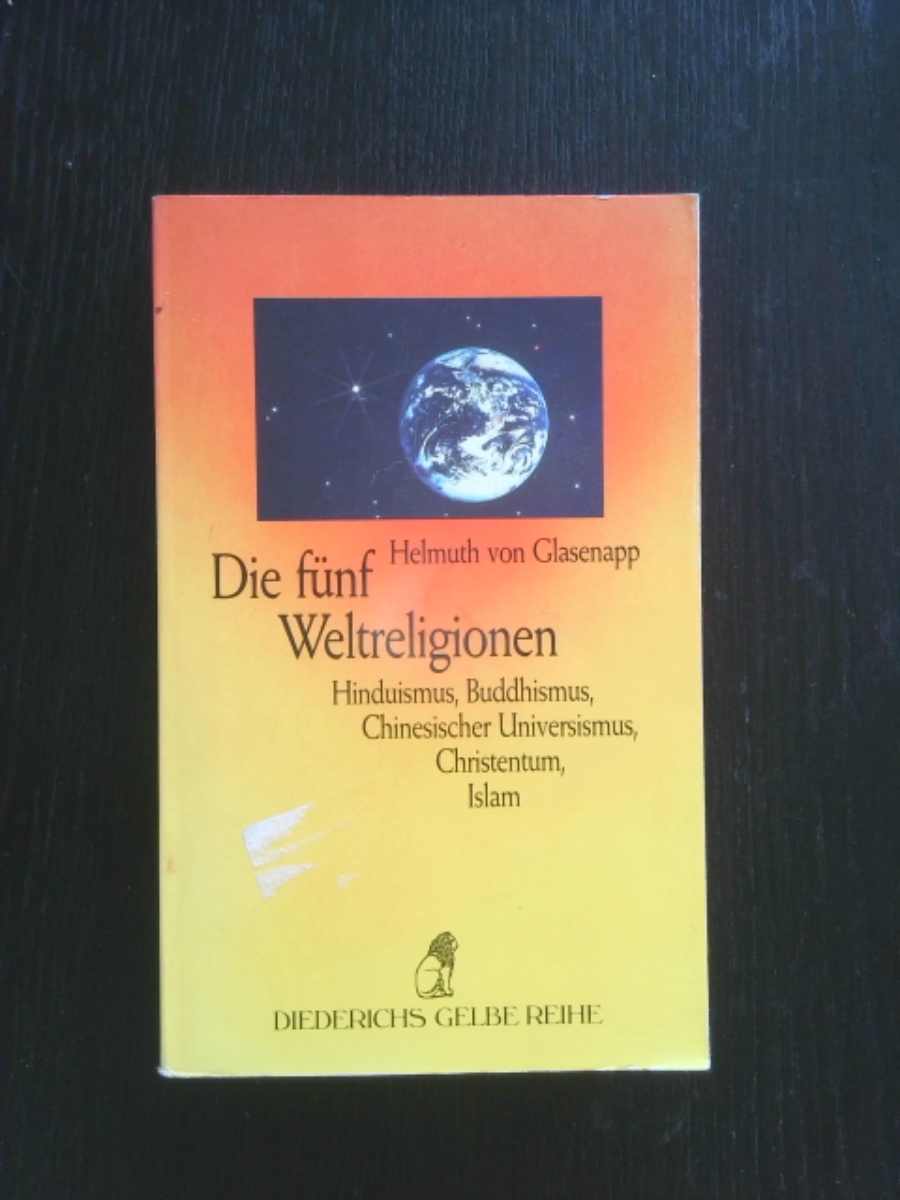 Helmuth von Glasenapp
Die fünf
Weltreligionen
Hinduismus, Buddhismus,
Chinesischer Universismus,
Christentum,
Islam
DIEDERICHS GELBE REIHE